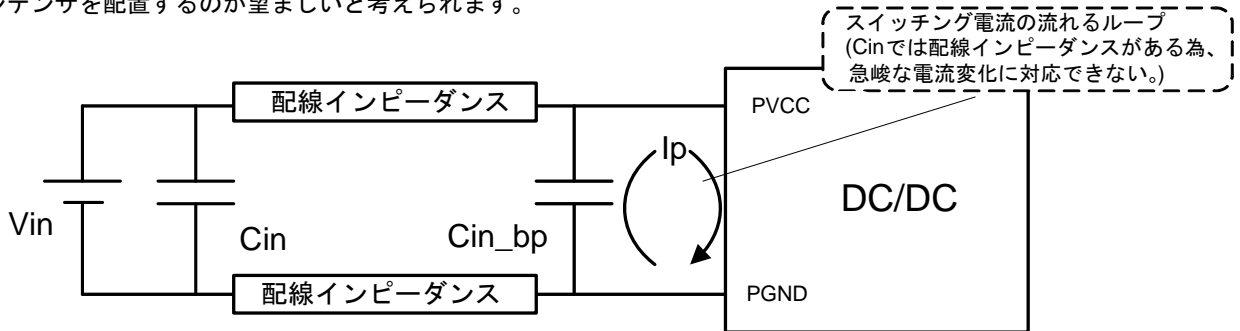 ンデンサを配置するのが望ましいと考えられます。
スイッチング電流の流れるループ
(Cinでは配線インピーダンスがある為、
急峻な電流変化に対応できない。)
配線インピーダンス
PVCC
Ip
DC/DC
Vin
Cin
Cin_bp
配線インピーダンス
PGND